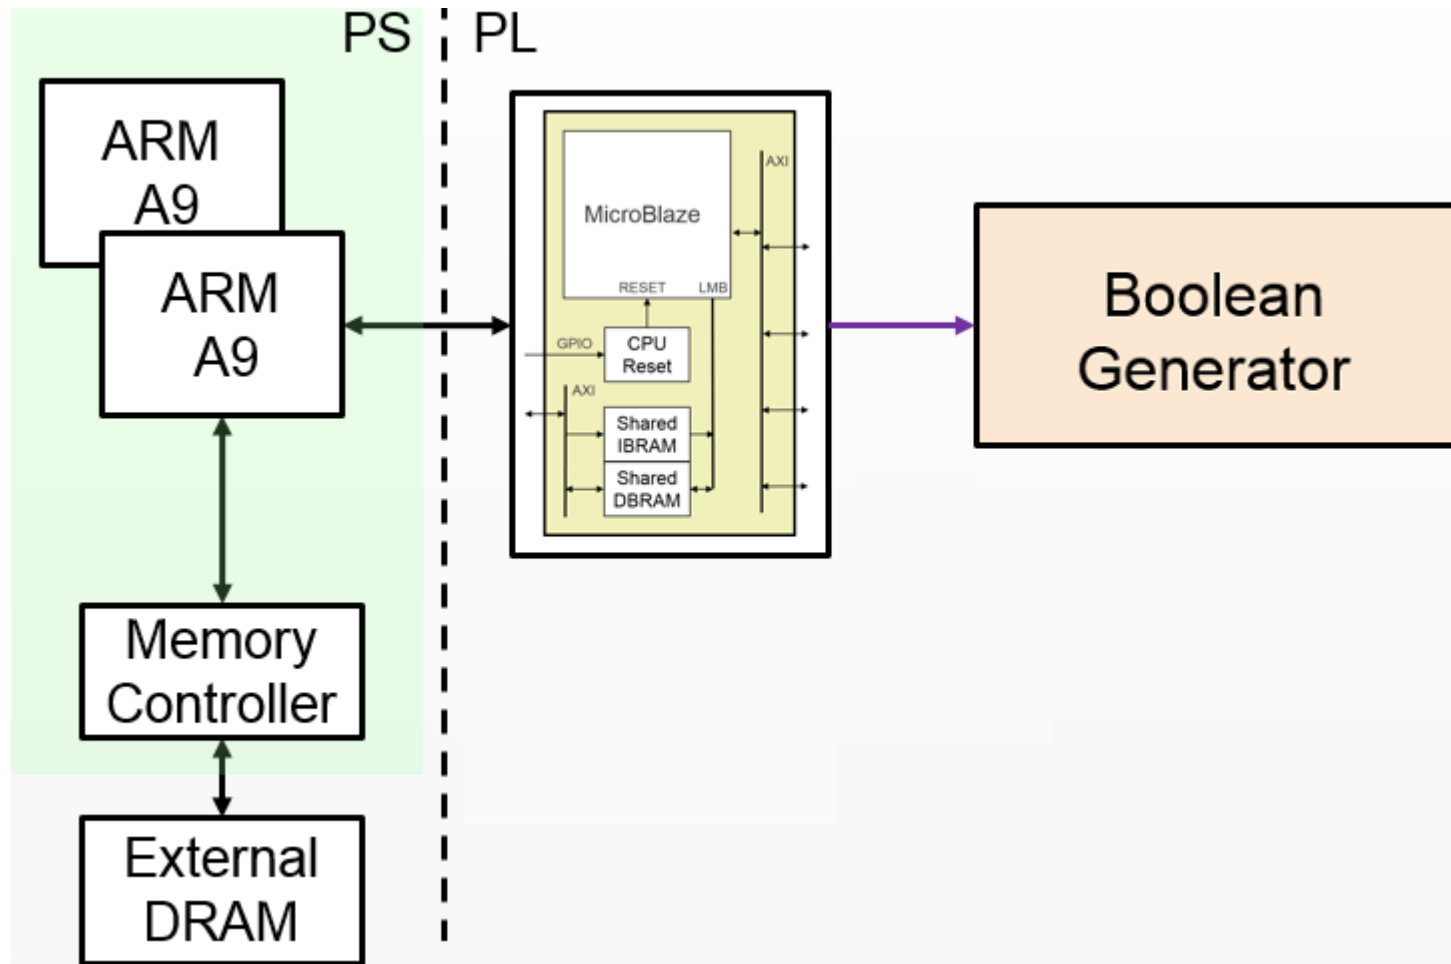 PS
PL
ARM
A9
ARM
A9
Memory
Controller
External
DRAM
MicroBlaze
RESET
LMB
AXI
GPIO
CPU
Reset
AXI
Shared
IBRAM
Shared
DBRAM
Boolean
Generator